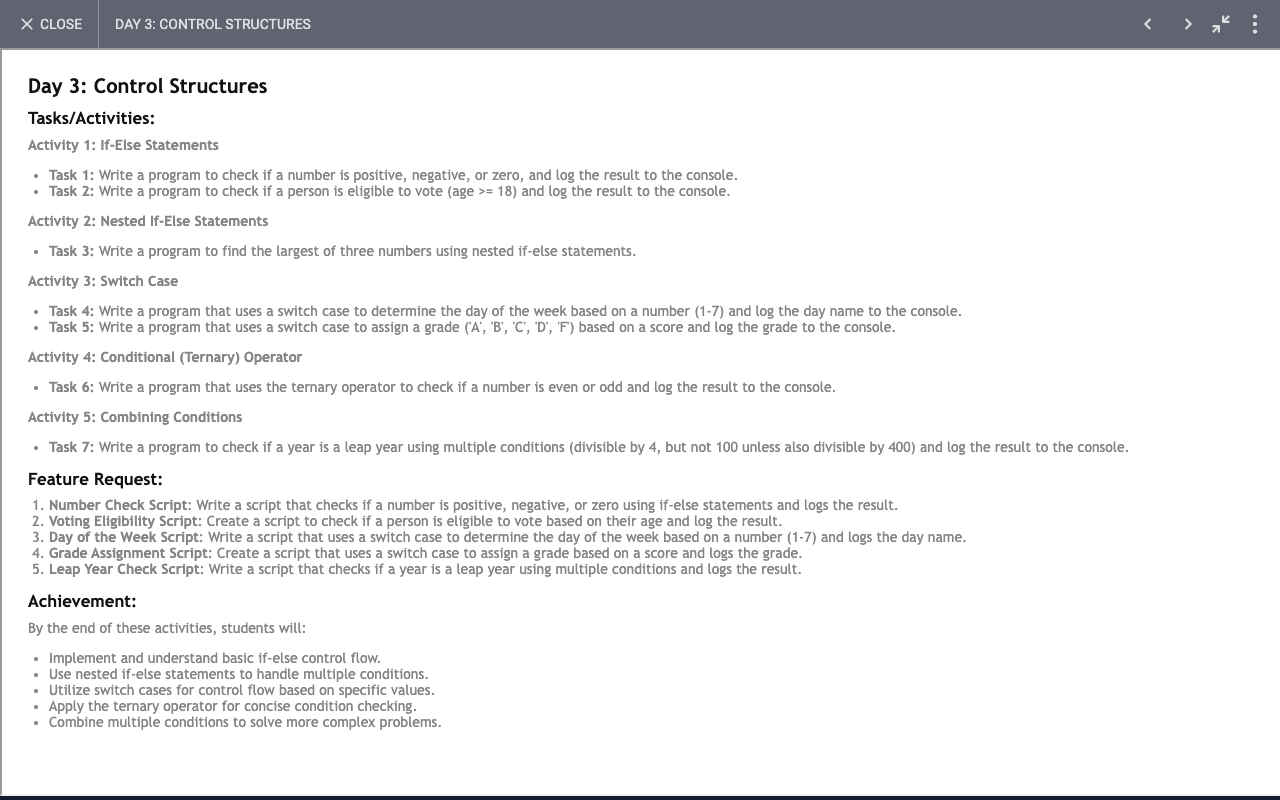 CLOSE
DAY 3: CONTROL STRUCTURES
Day 3: Control Structures
Tasks/Activities:
Activity 1: If-Else Statements
• Task 1: Write a program to check if a number is positive, negative, or zero, and log the result to the console.
• Task 2: Write a program to check if a person is eligible to vote (age >= 18) and log the result to the console.
Activity 2: Nested If-Else Statements
• Task 3: Write a program to find the largest of three numbers using nested if-else statements.
Activity 3: Switch Case
• Task 4: Write a program that uses a switch case to determine the day of the week based on a number (1-7) and log the day name to the console.
• Task 5: Write a program that uses a switch case to assign a grade ('A', 'B', 'C', 'D', 'F') based on a score and log the grade to the console.
Activity 4: Conditional (Ternary) Operator
• Task 6: Write a program that uses the ternary operator to check if a number is even or odd and log the result to the console.
Activity 5: Combining Conditions
• Task 7: Write a program to check if a year is a leap year using multiple conditions (divisible by 4, but not 100 unless also divisible by 400) and log the result to the console.
Feature Request:
1. Number Check Script: Write a script that checks if a number is positive, negative, or zero using if-else statements and logs the result.
2. Voting Eligibility Script: Create a script to check if a person is eligible to vote based on their age and log the result.
3. Day of the Week Script: Write a script that uses a switch case to determine the day of the week based on a number (1-7) and logs the day name.
4. Grade Assignment Script: Create a script that uses a switch case to assign a grade based on a score and logs the grade.
5. Leap Year Check Script: Write a script that checks if a year is a leap year using multiple conditions and logs the result.
Achievement:
By the end of these activities, students will:
• Implement and understand basic if-else control flow.
• Use nested if-else statements to handle multiple conditions.
• Utilize switch cases for control flow based on specific values.
• Apply the ternary operator for concise condition checking.
• Combine multiple conditions to solve more complex problems.